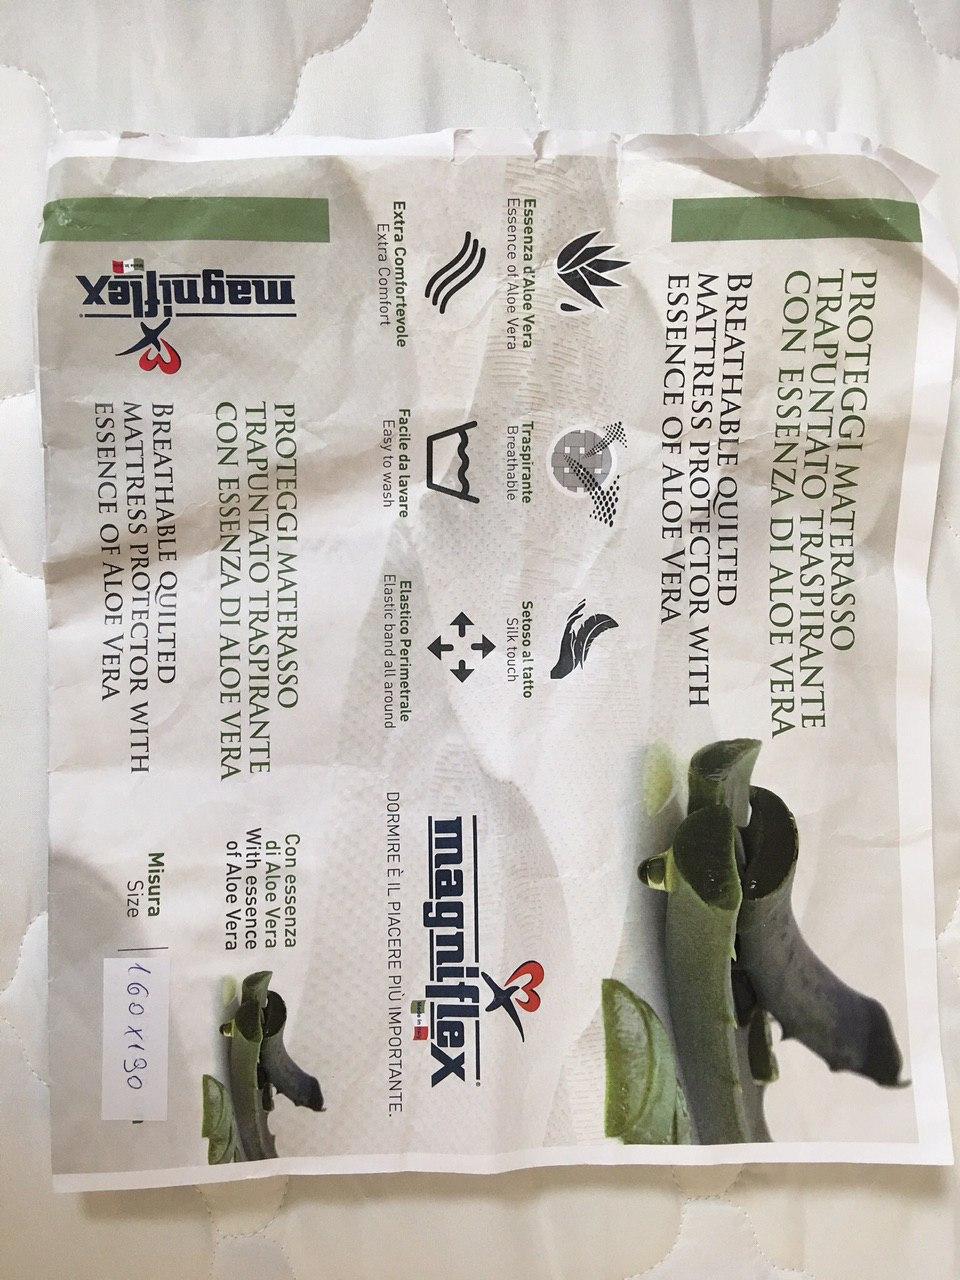 PROTEGGI MATERASSO
TRAPUNTATO TRASPIRANTE
CON ESSENZA DI ALOE VERA
BREATHABLE QUILTED
MATTRESS PROTECTOR WITH
ESSENCE OF ALOE VERA
Essenza d'Aloe Vera
Essence of Aloe Vera
Traspirante
Breathable
Setoso al tatto
Silk touch
Extra Comfortevole
Extra Comfort
Facile da lavare
Easy to wash
Elastico Perimetrale
Elastic band all around
magniflex
DORMIRE È IL PIACERE PIÙ IMPORTANTE.
magniflex
PROTEGGI MATERASSO
TRAPUNTATO TRASPIRANTE
CON ESSENZA DI ALOE VERA
BREATHABLE QUILTED
MATTRESS PROTECTOR WITH
ESSENCE OF ALOE VERA
Con essenza
di Aloe Vera
With essence
of Aloe Vera
Misura
Size
160 x 190